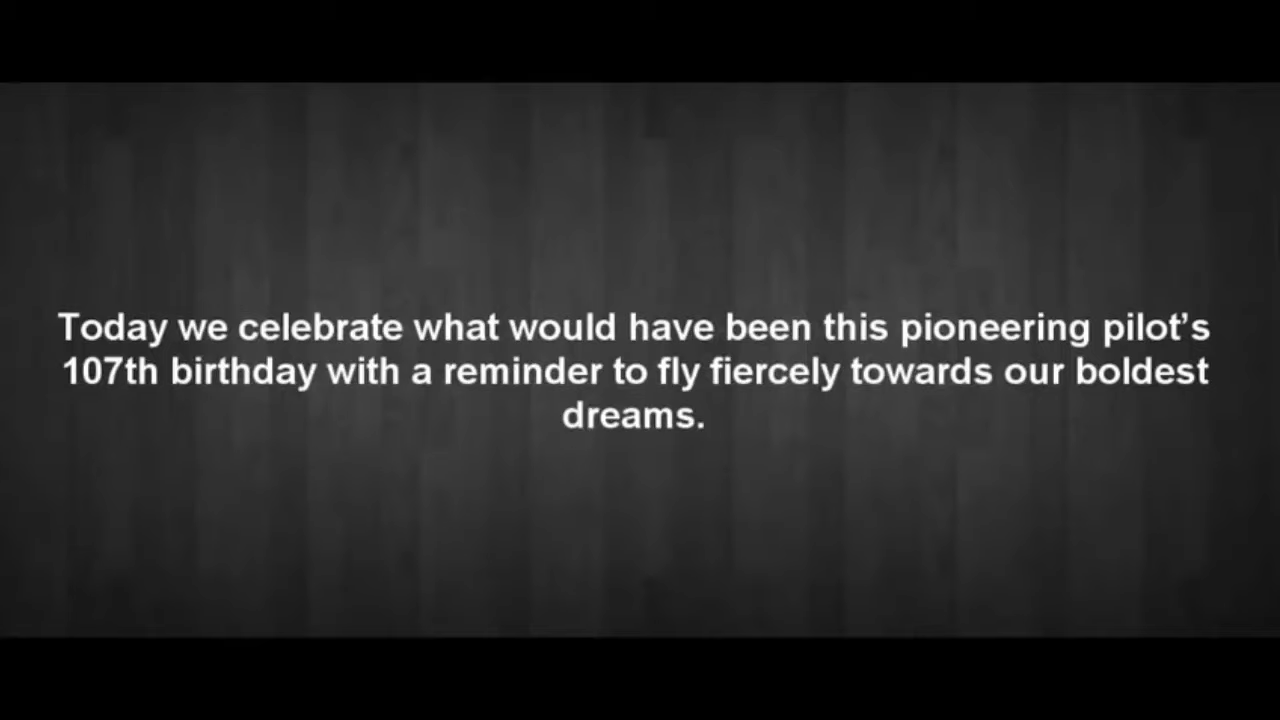 Today we celebrate what would have been this pioneering pilot’s
107th birthday with a reminder to fly fiercely towards our boldest
dreams.